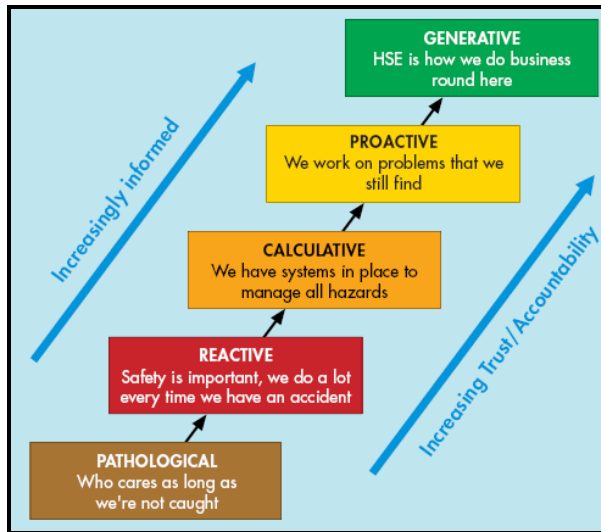 GENERATIVE
HSE is how we do business
round here
PROACTIVE
We work on problems that we
still find
CALCULATIVE
We have systems in place to
manage all hazards
REACTIVE
Safety is important, we do a lot
every time we have an accident
PATHOLOGICAL
Who cares as long as
we're not caught
Increasingly informed
Increasing Trust/Accountability